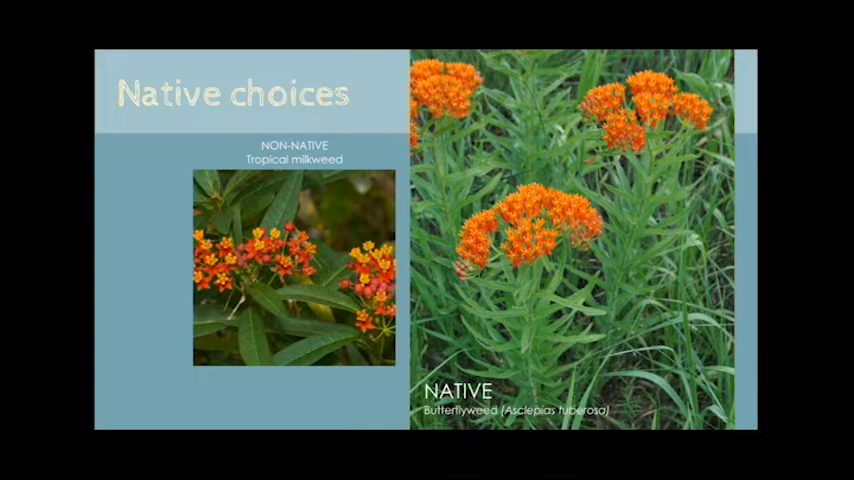 Native choices
NON-NATIVE
Tropical milkweed
NATIVE
Butterflyweed (Asclepias tuberosa)